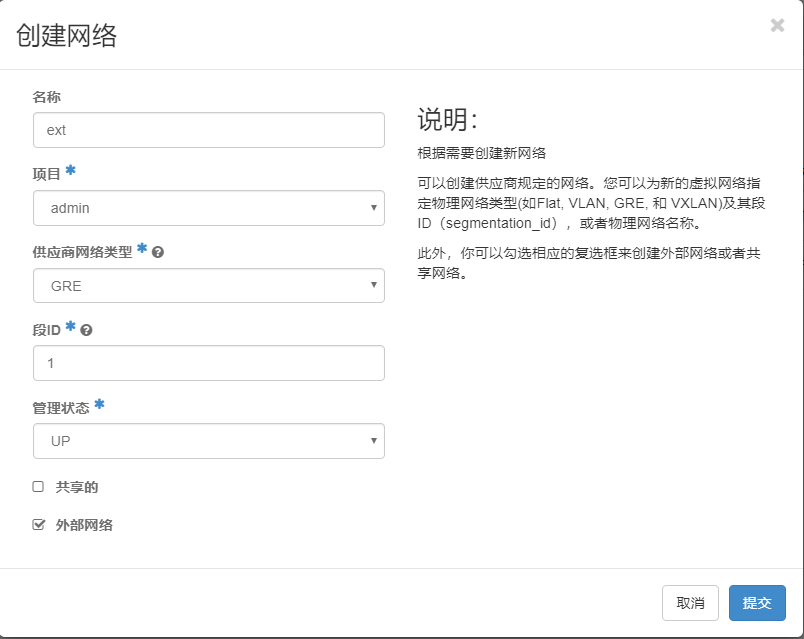 创建网络
×
名称
ext
项目 *
admin
供应商网络类型 * ?
GRE
段ID * ?
1
管理状态 *
UP
共享的
外部网络
说明：
根据需要创建新网络
可以创建供应商规定的网络。您可以为新的虚拟网络指
定物理网络类型(如Flat, VLAN, GRE, 和 VXLAN)及其段
ID（segmentation_id），或者物理网络名称。
此外，你可以勾选相应的复选框来创建外部网络或者共
享网络。
取消
提交